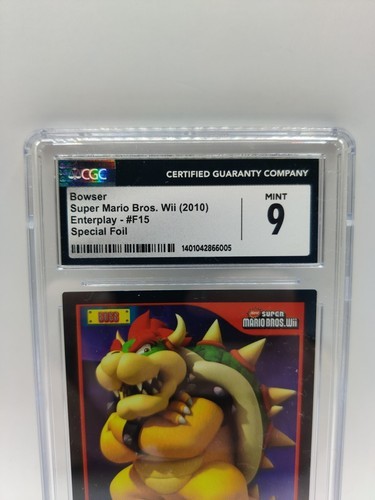 CGC
CERTIFIED GUARANTY COMPANY
Bowser
Super Mario Bros. Wii (2010)
Enterplay - #F15
Special Foil
MINT
9
1401042866005
SUPER
MARIO BROS. Wii